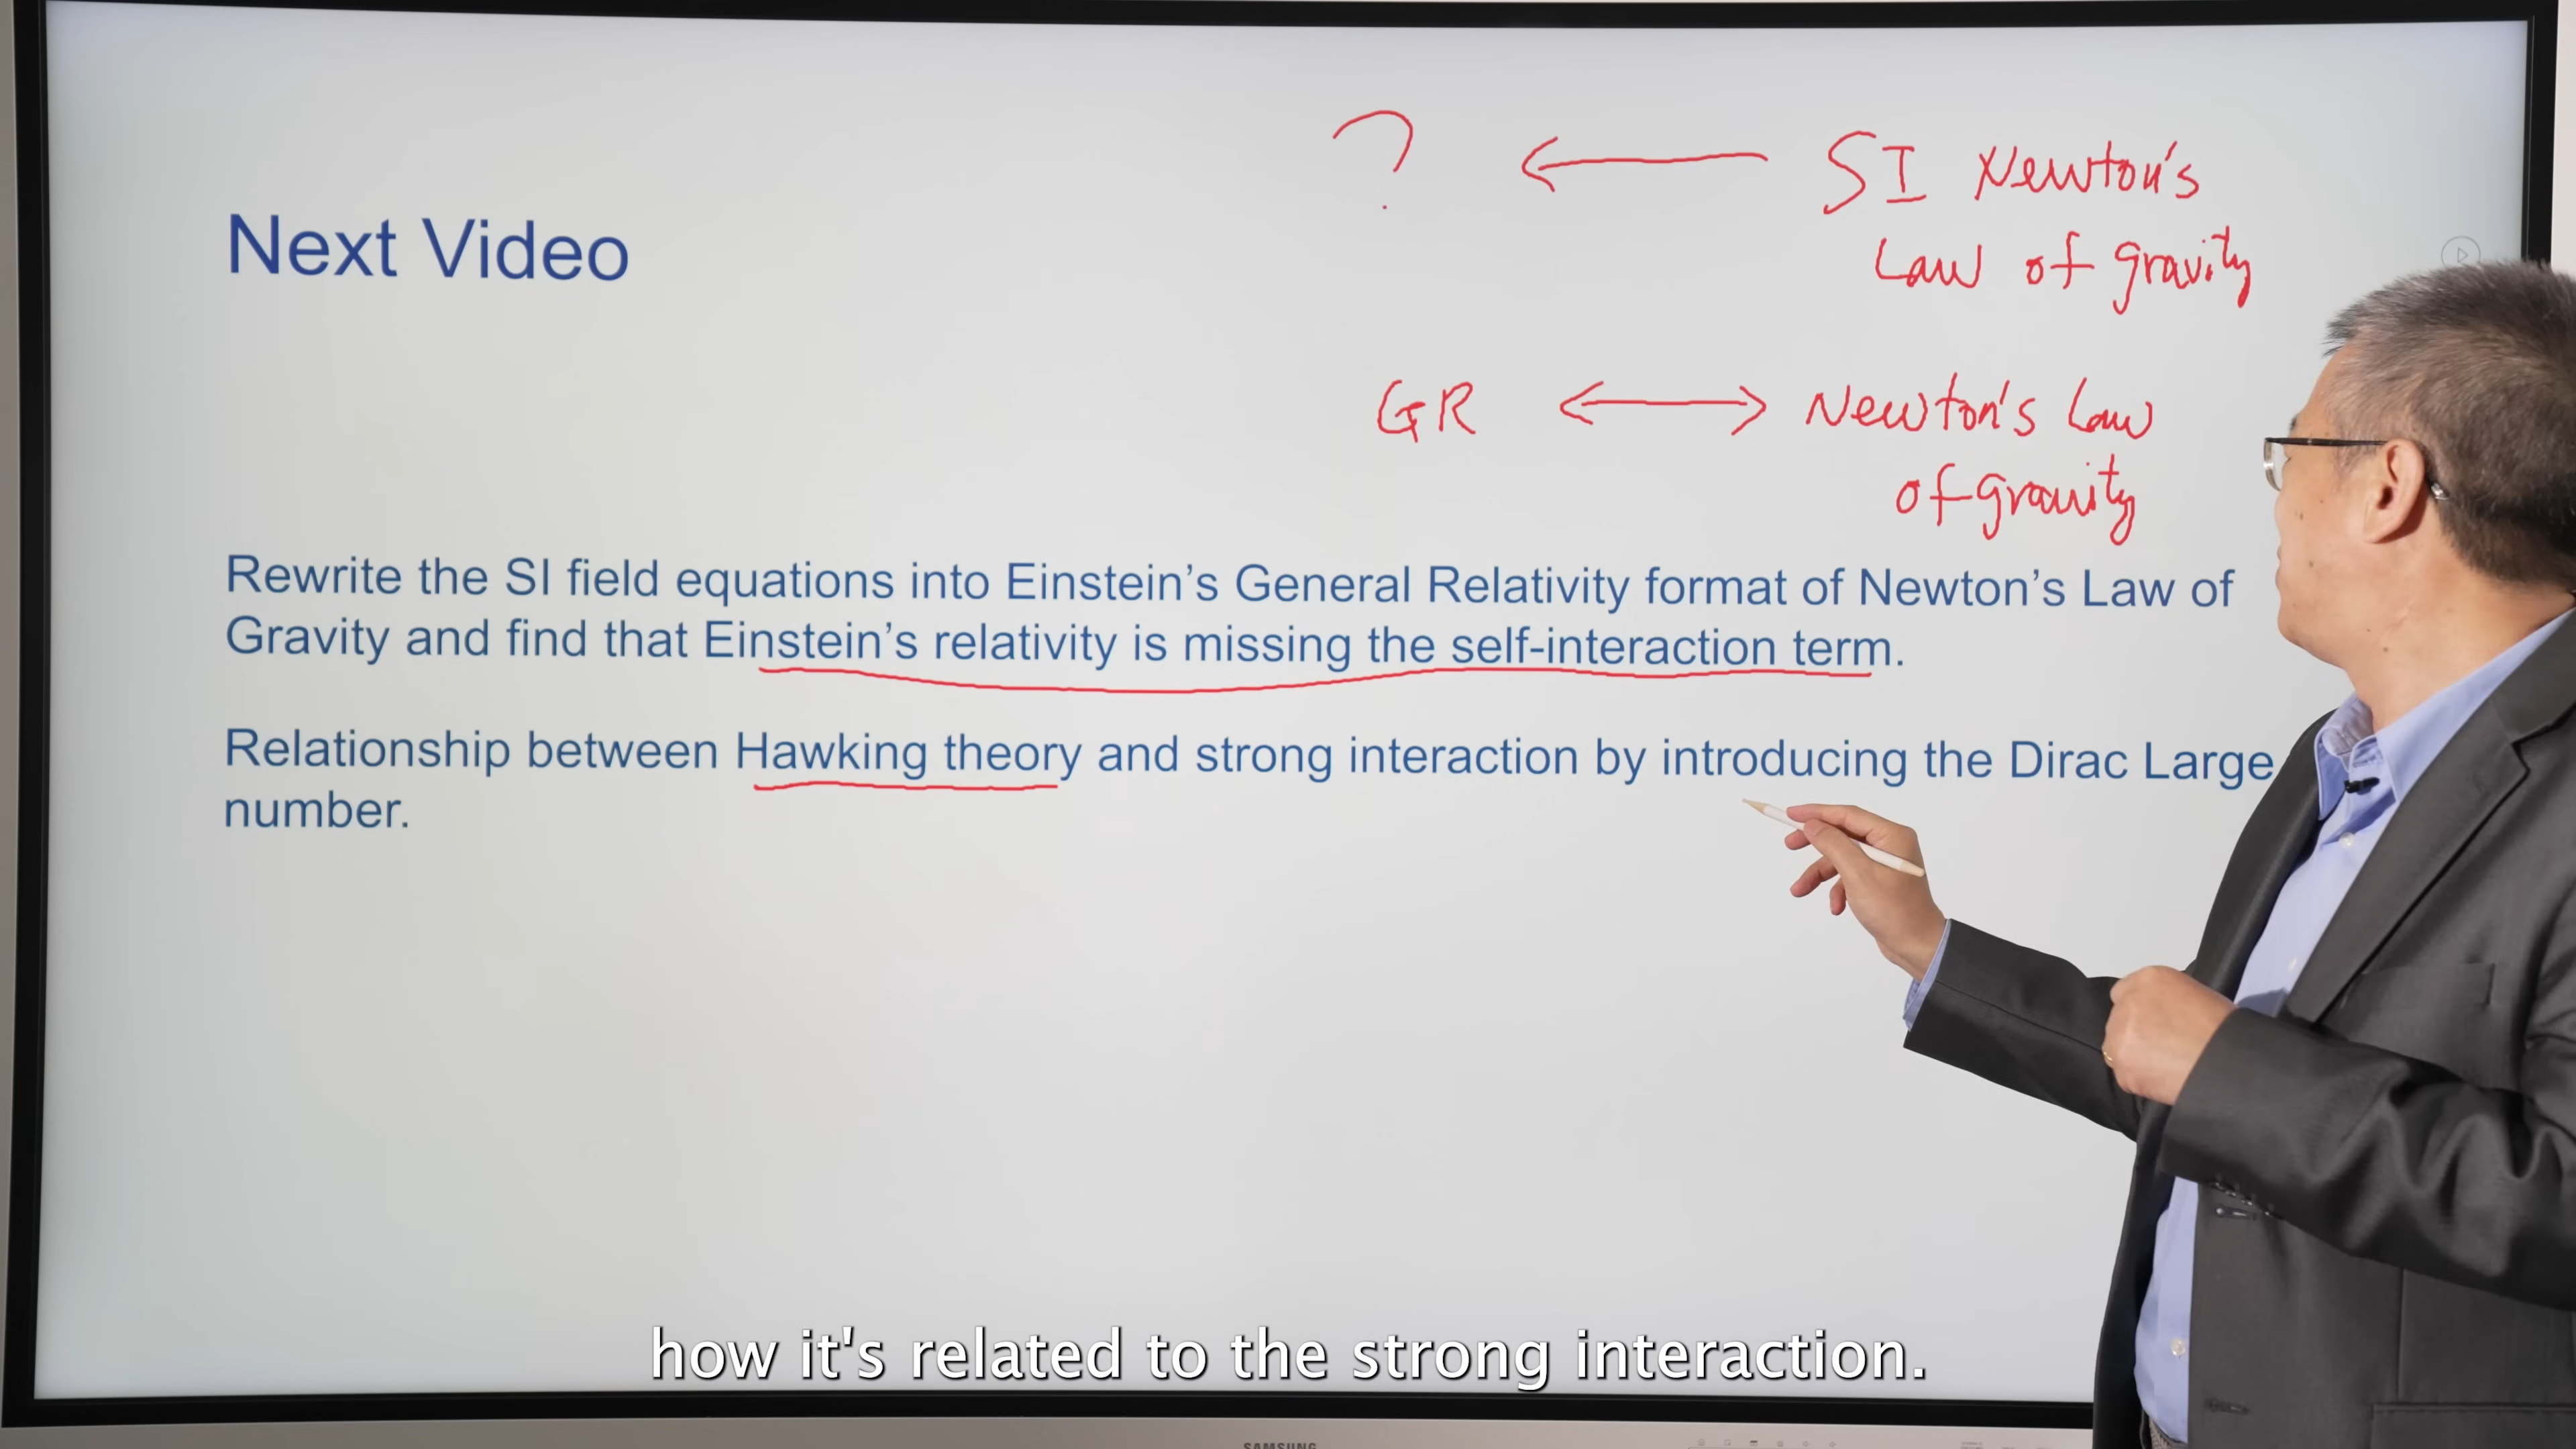 ?
SI Newton's
Law of gravity
Next Video
GR
Newton's Law
of gravity
Rewrite the SI field equations into Einstein’s General Relativity format of Newton’s Law of
Gravity and find that Einstein’s relativity is missing the self-interaction term.
Relationship between Hawking theory and strong interaction by introducing the Dirac Large
number.
how it's related to the strong interaction.
SAMSUNG